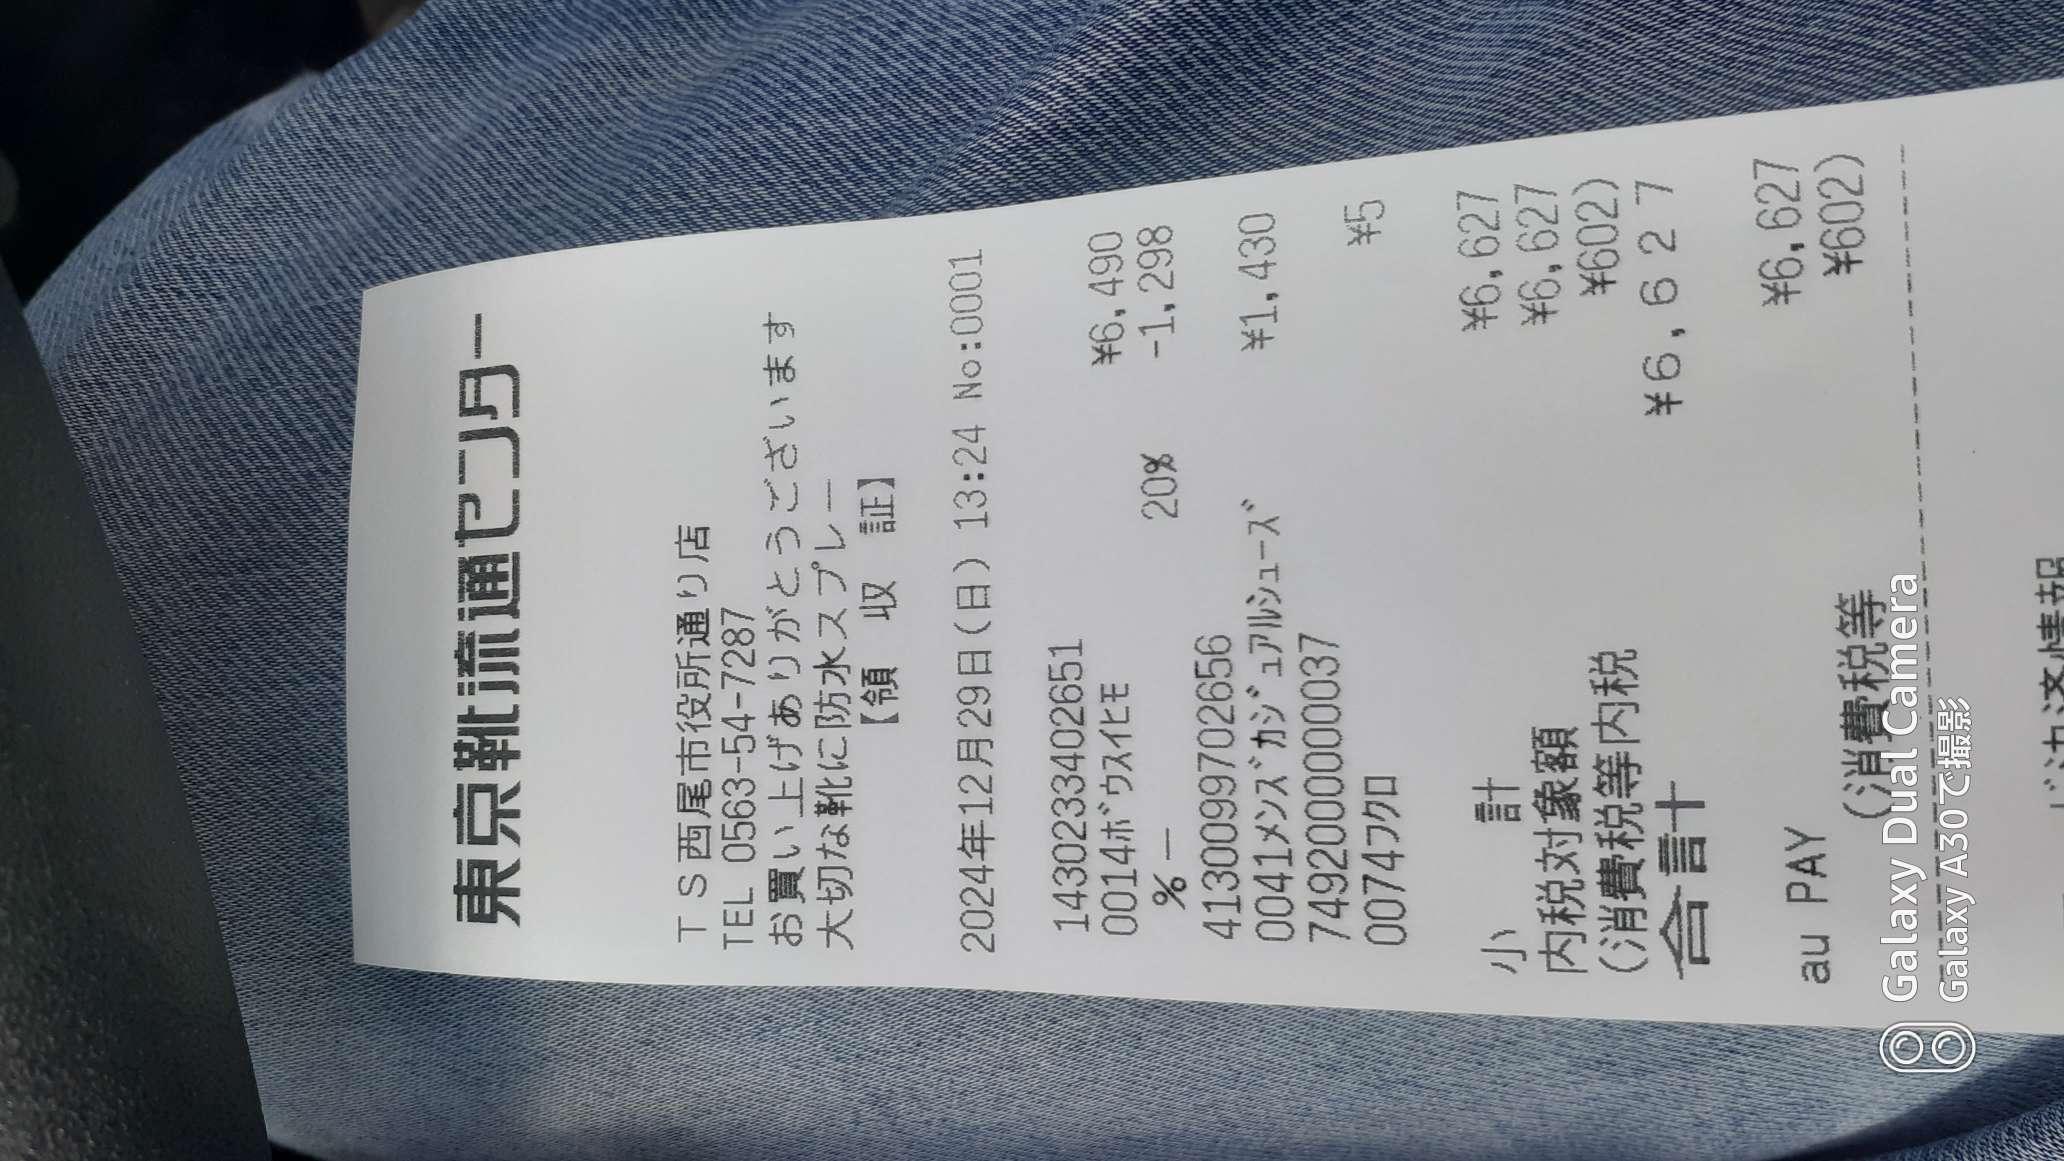 東京靴流通センター
TS西尾市役所通り店
TEL 0563-54-7287
お買い上げありがとうございます
大切な靴に防水スプレー
【領 収 証】
2024年12月29日(日) 13:24 No:0001
1430233402651
0014ボウスイヒモ ¥6,490
%ー 20% -1,298
4130099702656
0041メンズカジュアルシューズ ¥1,430
7492000000037
0074フクロ ¥5
小 計 ¥6,627
内税対象額 ¥6,627
(消費税等内税 ¥602)
合計 ¥6,627
au PAY ¥6,627
(消費税等 ¥602)
Galaxy Dual Camera
Galaxy A30で撮影